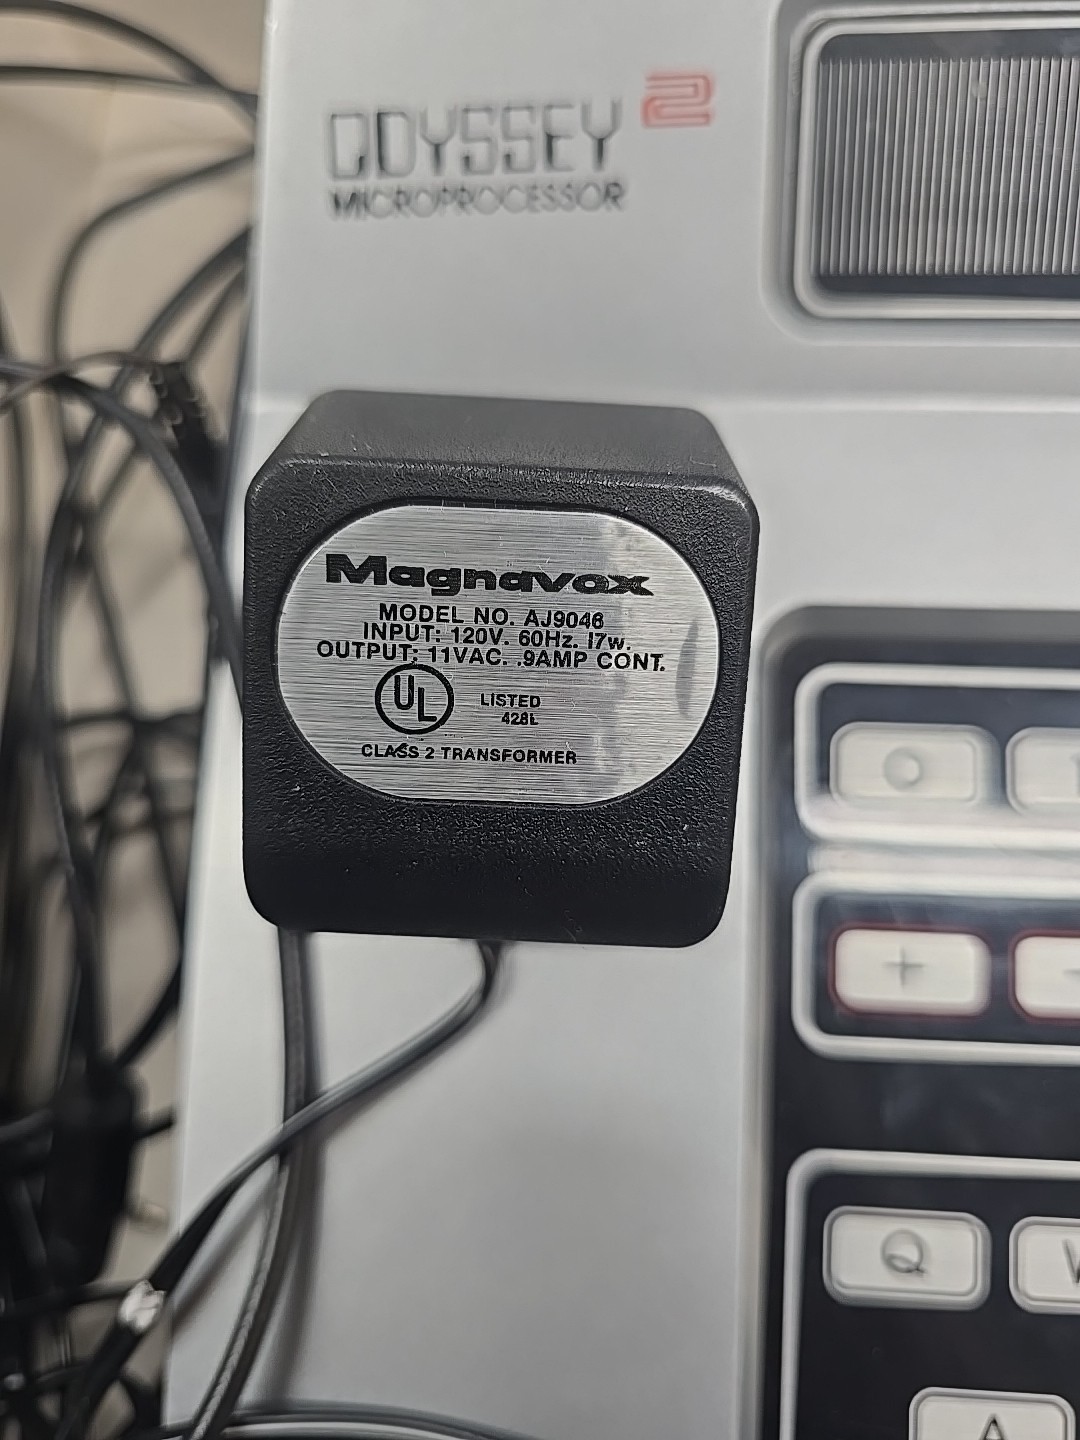 ODYSSEY 2
MICROPROCESSOR
Magnavox
MODEL NO. AJ9046
INPUT: 120V. 60Hz. 17w.
OUTPUT: 11VAC. .9AMP CONT.
UL LISTED
428L
CLASS 2 TRANSFORMER
0
+ -
Q W
A